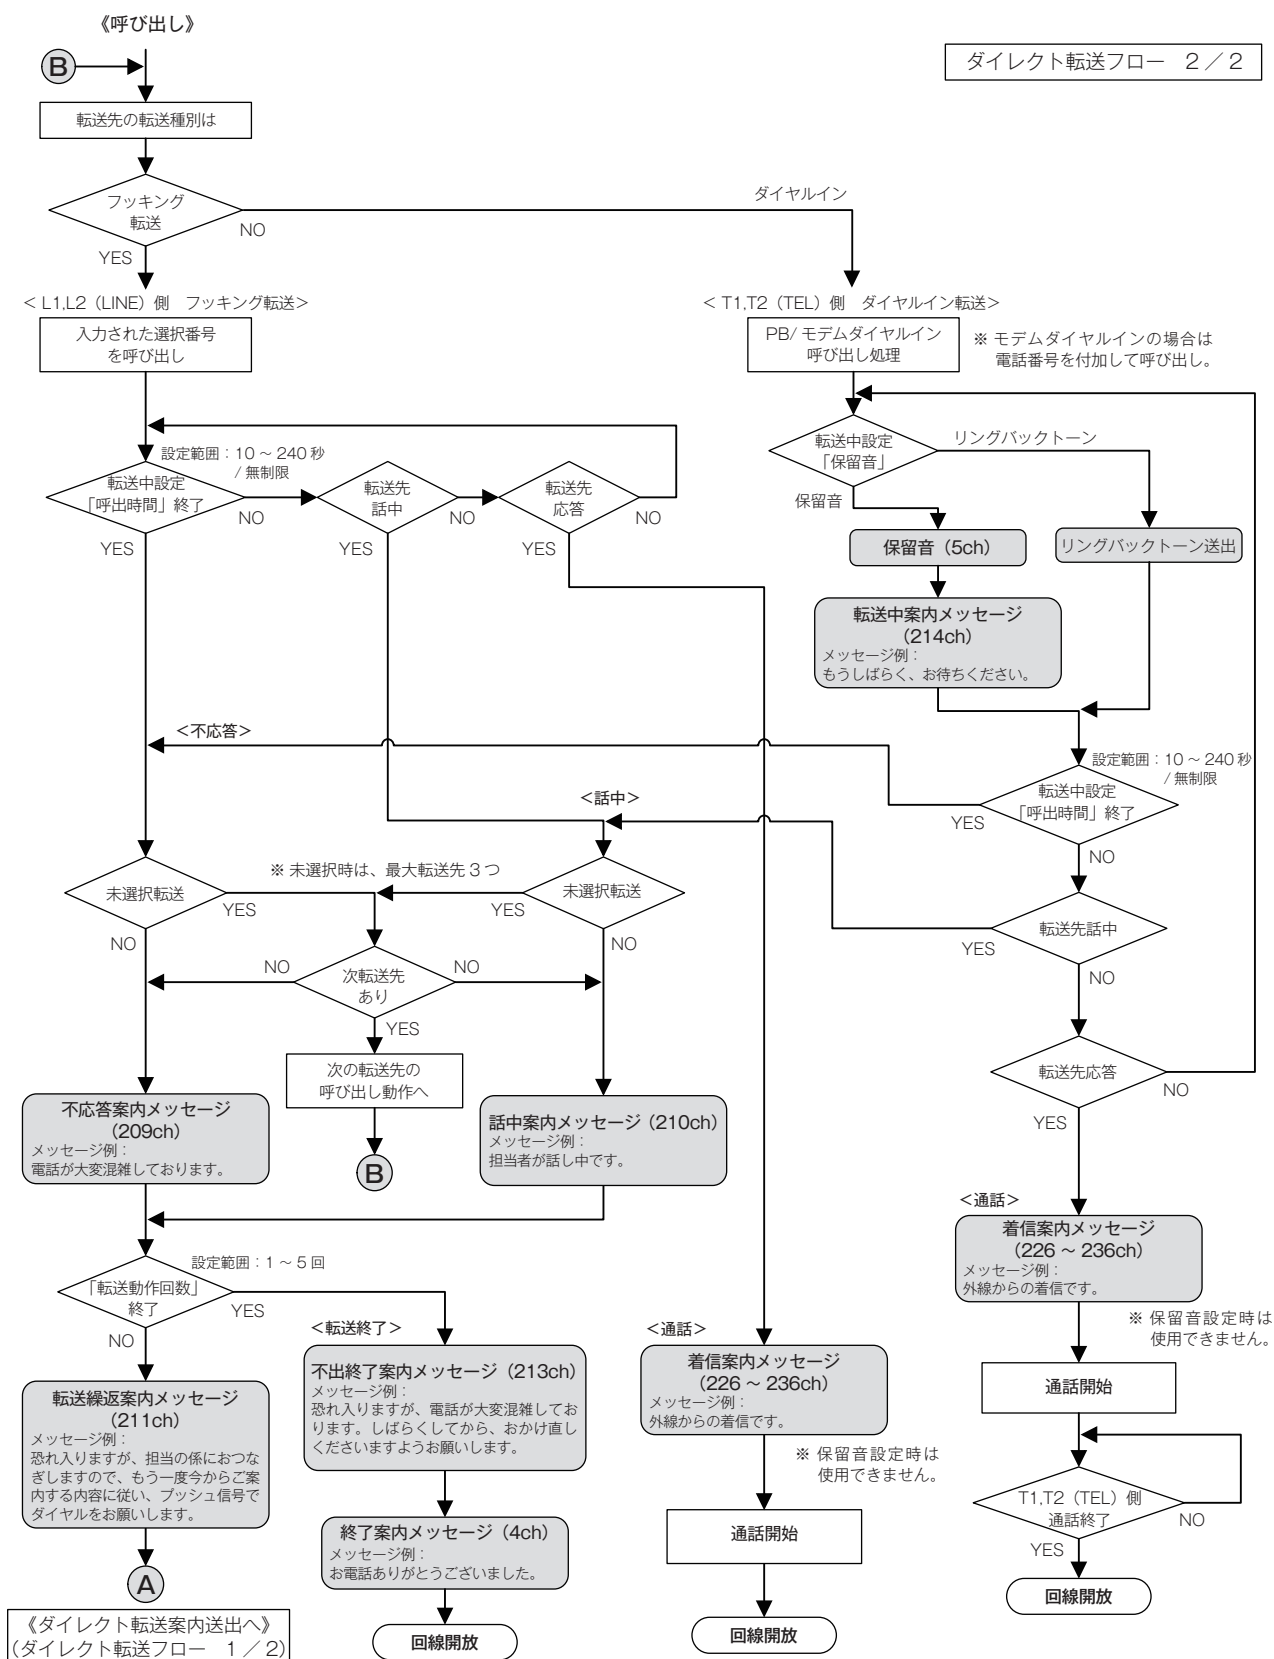 《呼び出し》
B
ダイレクト転送フロー　2／2
転送先の転送種別は
フッキング
転送
NO
YES
ダイヤルイン
＜L1,L2（LINE）側　フッキング転送＞
入力された選択番号
を呼び出し
＜T1,T2（TEL）側　ダイヤルイン転送＞
PB/モデムダイヤルイン
呼び出し処理
※ モデムダイヤルインの場合は
電話番号を付加して呼び出し。
設定範囲：10～240秒
/無制限
転送中設定
「呼出時間」終了
NO
YES
転送先
話中
NO
YES
転送先
応答
NO
YES
転送中設定
「保留音」
リングバックトーン
保留音
保留音（5ch）
リングバックトーン送出
転送中案内メッセージ
（214ch）
メッセージ例：
もうしばらく、お待ちください。
＜不応答＞
設定範囲：10～240秒
/無制限
転送中設定
「呼出時間」終了
YES
NO
＜話中＞
※ 未選択時は、最大転送先3つ
未選択転送
YES
NO
未選択転送
YES
NO
転送先話中
YES
NO
次転送先
あり
NO
NO
YES
次の転送先の
呼び出し動作へ
B
転送先応答
NO
YES
不応答案内メッセージ
（209ch）
メッセージ例：
電話が大変混雑しております。
話中案内メッセージ（210ch）
メッセージ例：
担当者が話し中です。
＜通話＞
着信案内メッセージ
（226～236ch）
メッセージ例：
外線からの着信です。
※ 保留音設定時は
使用できません。
設定範囲：1～5回
「転送動作回数」
終了
YES
NO
＜転送終了＞
不出終了案内メッセージ（213ch）
メッセージ例：
恐れ入りますが、電話が大変混雑してお
ります。しばらくしてから、おかけ直し
くださいますようお願いします。
＜通話＞
着信案内メッセージ
（226～236ch）
メッセージ例：
外線からの着信です。
※ 保留音設定時は
使用できません。
通話開始
転送繰返案内メッセージ
（211ch）
メッセージ例：
恐れ入りますが、担当の係におつな
ぎしますので、もう一度今からご案
内する内容に従い、プッシュ信号で
ダイヤルをお願いします。
終了案内メッセージ（4ch）
メッセージ例：
お電話ありがとうございました。
通話開始
T1,T2（TEL）側
通話終了
NO
YES
A
《ダイレクト転送案内送出へ》
（ダイレクト転送フロー　1／2）
回線開放
回線開放
回線開放